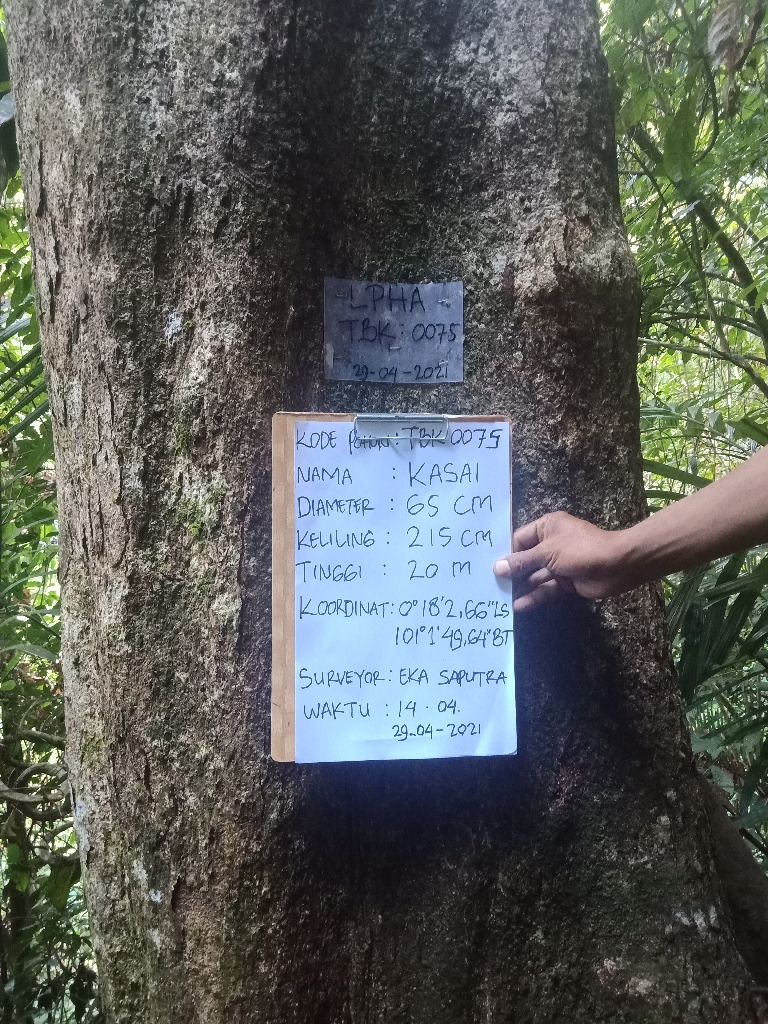 LPHA
TBK : 0075
29-04-2021
KODE POHON : TBK 0075
NAMA : KASAI
DIAMETER : 65 CM
KELILING : 215 CM
TINGGI : 20 M
KOORDINAT : 0°18'2,66"LS
101°1'49,64"BT
SURVEYOR : EKA SAPUTRA
WAKTU : 14.04.
29-04-2021